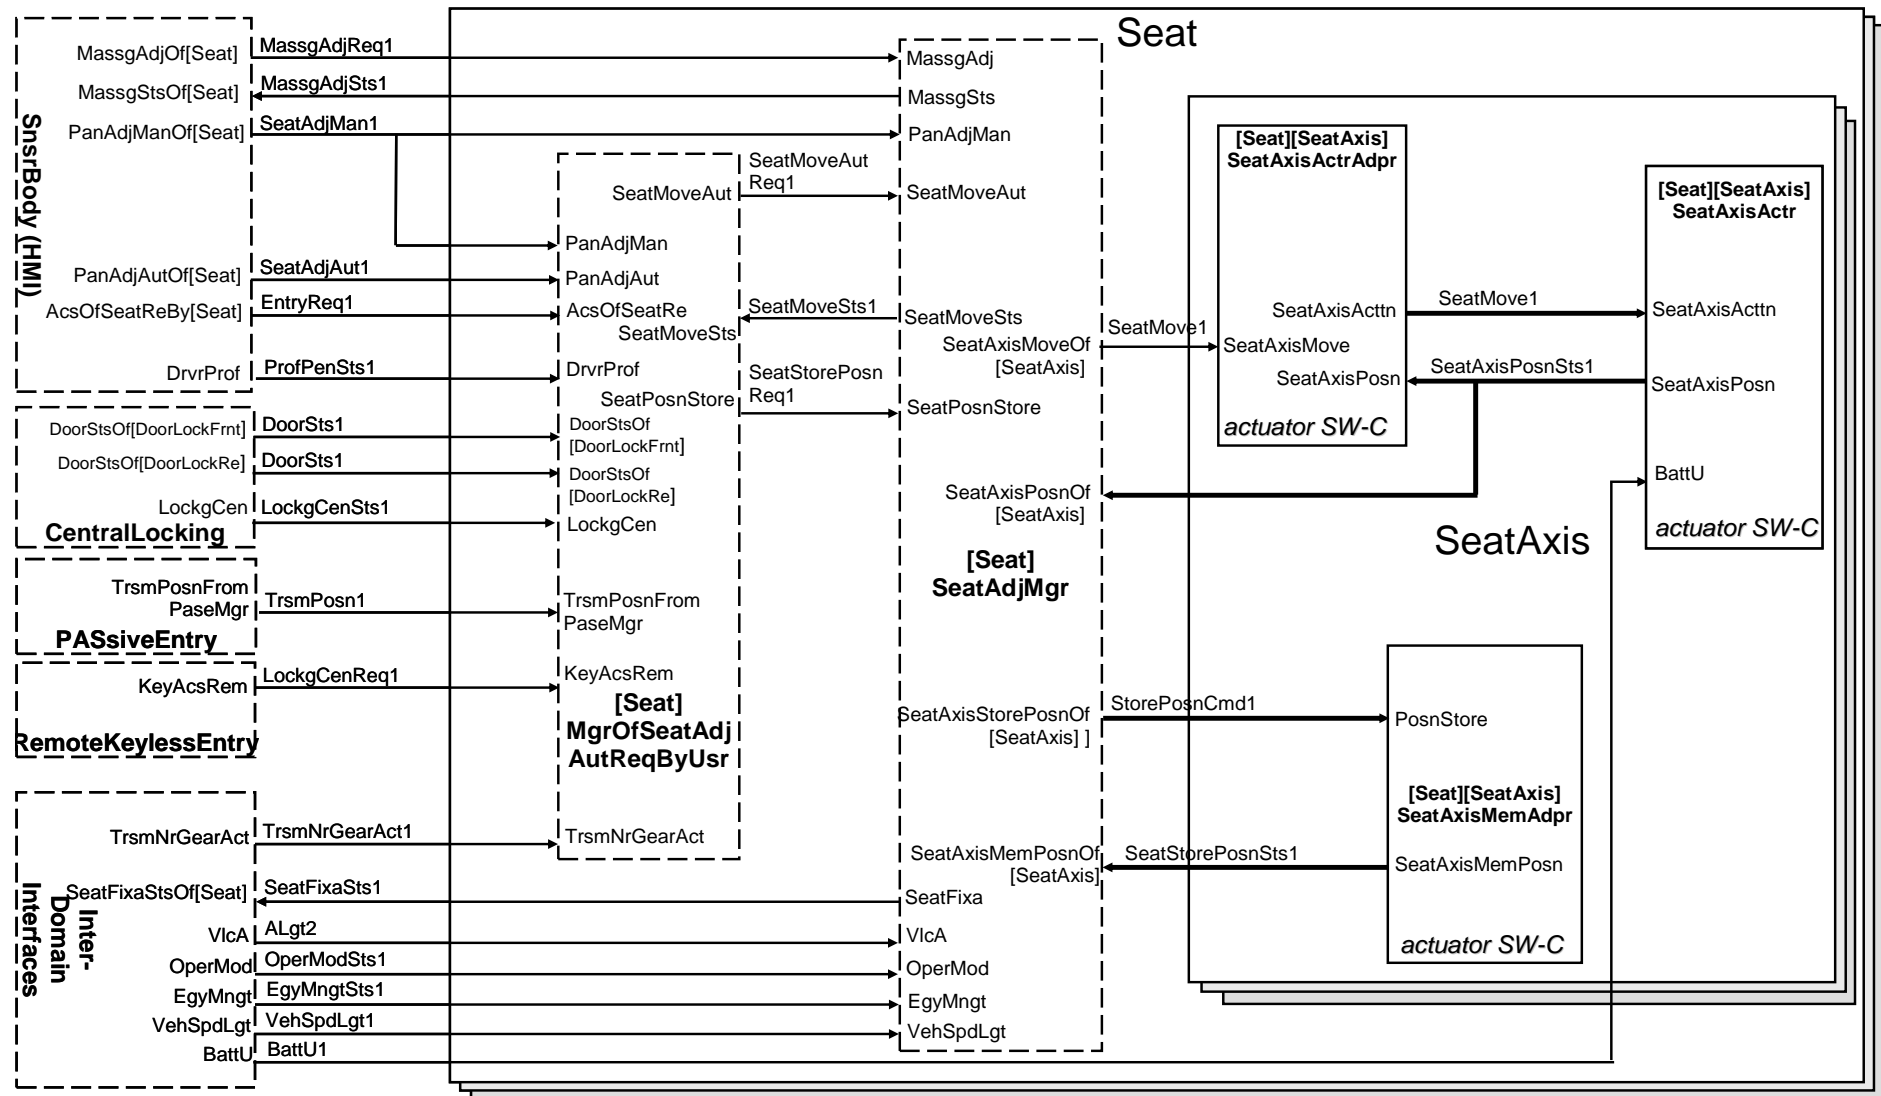 Seat
MassgAdjOf[Seat]
MassgAdjReq1
MassgAdj
MassgStsOf[Seat]
MassgAdjSts1
MassgSts
PanAdjManOf[Seat]
SeatAdjMan1
PanAdjMan
SnsrBody (HMI)
SeatMoveAut
SeatMoveAut
Req1
SeatMoveAut
PanAdjMan
PanAdjAutOf[Seat]
SeatAdjAut1
PanAdjAut
AcsOfSeatReBy[Seat]
EntryReq1
AcsOfSeatRe
SeatMoveSts
SeatMoveSts1
SeatMoveSts
DrvrProf
ProfPenSts1
DrvrProf
SeatPosnStore
SeatStorePosn
Req1
SeatPosnStore
DoorStsOf[DoorLockFrnt]
DoorSts1
DoorStsOf
[DoorLockFrnt]
DoorStsOf[DoorLockRe]
DoorSts1
DoorStsOf
[DoorLockRe]
LockgCen
LockgCenSts1
LockgCen
CentralLocking
TrsmPosnFrom
PaseMgr
TrsmPosn1
TrsmPosnFrom
PaseMgr
PASsiveEntry
KeyAcsRem
LockgCenReq1
KeyAcsRem
RemoteKeylessEntry
[Seat]
MgrOfSeatAdj
AutReqByUsr
TrsmNrGearAct
TrsmNrGearAct1
TrsmNrGearAct
SeatFixaStsOf[Seat]
SeatFixaSts1
SeatFixa
Inter-
Domain
Interfaces
VlcA
ALgt2
VlcA
OperMod
OperModSts1
OperMod
EgyMngt
EgyMngtSts1
EgyMngt
VehSpdLgt
VehSpdLgt1
VehSpdLgt
BattU
BattU1
SeatAxisMoveOf
[SeatAxis]
SeatMove1
SeatAxisPosnOf
[SeatAxis]
[Seat]
SeatAdjMgr
SeatAxisStorePosnOf
[SeatAxis] ]
StorePosnCmd1
SeatAxisMemPosnOf
[SeatAxis]
SeatStorePosnSts1
[Seat][SeatAxis]
SeatAxisActrAdpr
SeatAxisActtn
SeatAxisMove
SeatAxisPosn
actuator SW-C
SeatMove1
SeatAxisPosnSts1
[Seat][SeatAxis]
SeatAxisActr
SeatAxisActtn
SeatAxisPosn
BattU
actuator SW-C
SeatAxis
PosnStore
[Seat][SeatAxis]
SeatAxisMemAdpr
SeatAxisMemPosn
actuator SW-C